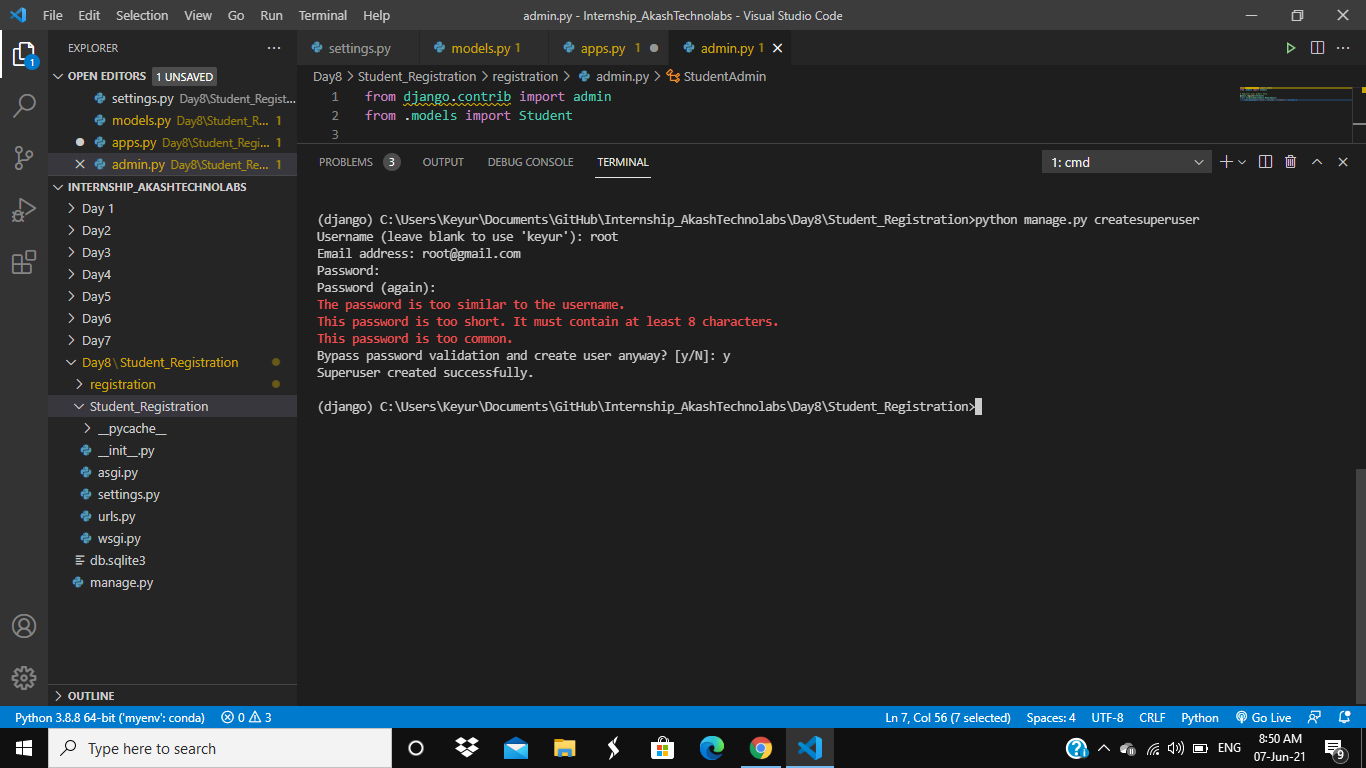 File Edit Selection View Go Run Terminal Help admin.py - Internship_AkashTechnolabs - Visual Studio Code
EXPLORER
OPEN EDITORS 1 UNSAVED
settings.py Day8\Student_Regist...
models.py Day8\Student_R... 1
apps.py Day8\Student_Regi... 1
admin.py Day8\Student_Re... 1
INTERNSHIP_AKASHTECHNOLABS
Day 1
Day2
Day3
Day4
Day5
Day6
Day7
Day8 \ Student_Registration
registration
Student_Registration
__pycache__
__init__.py
asgi.py
settings.py
urls.py
wsgi.py
db.sqlite3
manage.py
OUTLINE
1
settings.py models.py 1 apps.py 1 admin.py 1
Day8 > Student_Registration > registration > admin.py > StudentAdmin
1 from django.contrib import admin
2 from .models import Student
3
PROBLEMS 3 OUTPUT DEBUG CONSOLE TERMINAL 1: cmd
(django) C:\Users\Keyur\Documents\GitHub\Internship_AkashTechnolabs\Day8\Student_Registration>python manage.py createsuperuser
Username (leave blank to use 'keyur'): root
Email address: root@gmail.com
Password:
Password (again):
The password is too similar to the username.
This password is too short. It must contain at least 8 characters.
This password is too common.
Bypass password validation and create user anyway? [y/N]: y
Superuser created successfully.
(django) C:\Users\Keyur\Documents\GitHub\Internship_AkashTechnolabs\Day8\Student_Registration>
Python 3.8.8 64-bit ('myenv': conda) 0 3 Ln 7, Col 56 (7 selected) Spaces: 4 UTF-8 CRLF Python Go Live
Type here to search
ENG
8:50 AM
07-Jun-21
9